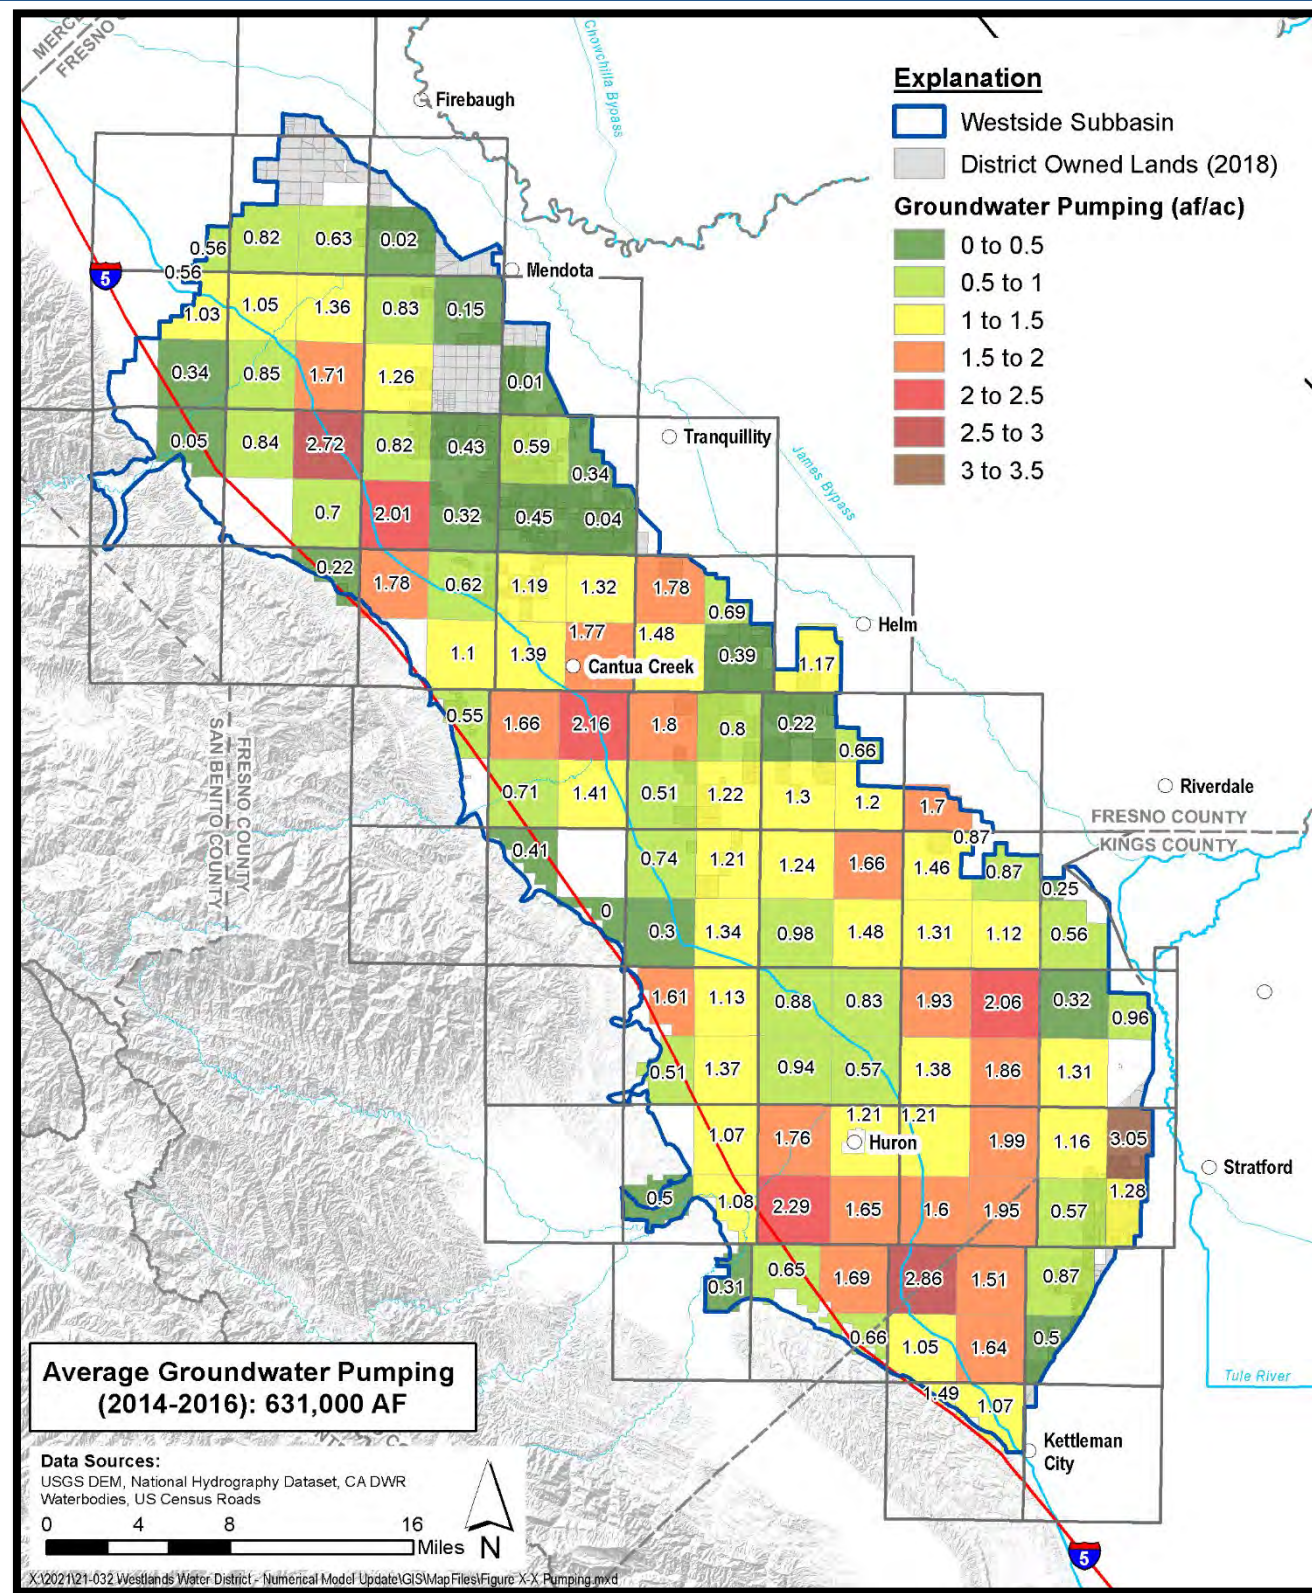 MERCE
FRESNO
Firebaugh
Chowchilla Bypass
Explanation
Westside Subbasin
District Owned Lands (2018)
Groundwater Pumping (af/ac)
0 to 0.5
0.5 to 1
1 to 1.5
1.5 to 2
2 to 2.5
2.5 to 3
3 to 3.5
0.56 0.82 0.63 0.02
0.56
5
Mendota
1.03 1.05 1.36 0.83 0.15
0.34 0.85 1.71 1.26 0.01
0.05 0.84 2.72 0.82 0.43 0.59 0.34
Tranquillity
James Bypass
0.7 2.01 0.32 0.45 0.04
0.22 1.78 0.62 1.19 1.32 1.78 0.69
Helm
1.1 1.39 1.77 1.48 0.39 1.17
Cantua Creek
0.55 1.66 2.16 1.8 0.8 0.22 0.66
SAN BENITO COUNTY
FRESNO COUNTY
0.71 1.41 0.51 1.22 1.3 1.2 1.7
Riverdale
FRESNO COUNTY
KINGS COUNTY
0.87
0.41 0.74 1.21 1.24 1.66 1.46 0.87 0.25
0 0.3 1.34 0.98 1.48 1.31 1.12 0.56
1.61 1.13 0.88 0.83 1.93 2.06 0.32 0.96
0.51 1.37 0.94 0.57 1.38 1.86 1.31
1.07 1.76 1.21 1.21 1.99 1.16 3.05
Huron
Stratford
0.5 1.08 2.29 1.65 1.6 1.95 0.57 1.28
0.31 0.65 1.69 2.86 1.51 0.87
0.66 1.05 1.64 0.5
Tule River
1.49 1.07
Kettleman
City
5
Average Groundwater Pumping
(2014-2016): 631,000 AF
Data Sources:
USGS DEM, National Hydrography Dataset, CA DWR
Waterbodies, US Census Roads
0 4 8 16
Miles
N
X:\2021\21-032 Westlands Water District - Numerical Model Update\GIS\MapFiles\Figure X-X Pumping.mxd